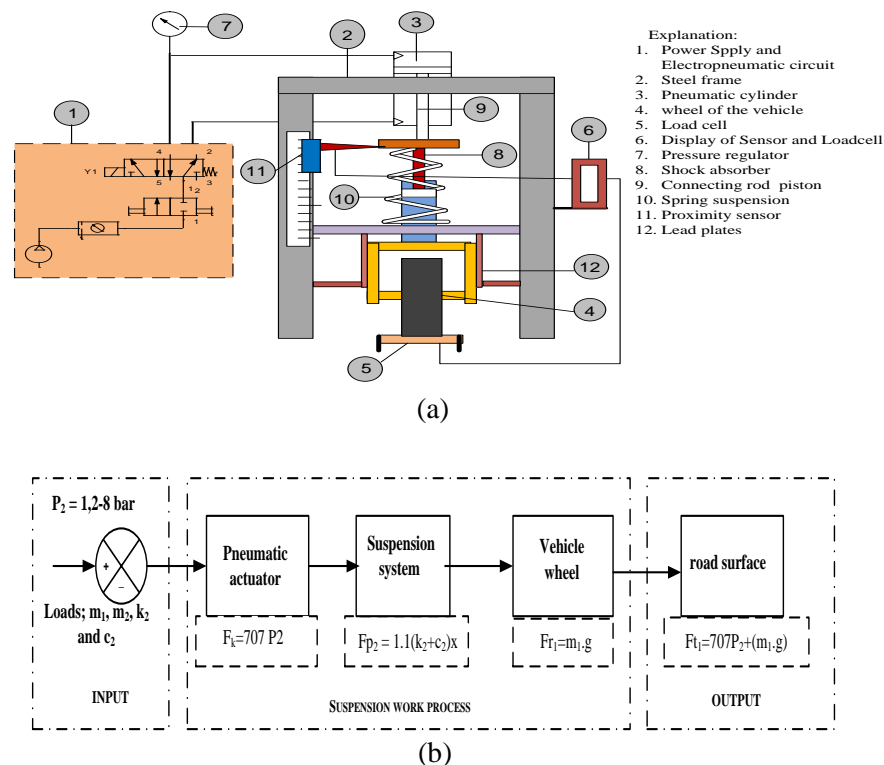 7
3
2
1
9
6
4 2
Y1
5 3
1 2
1
11
8
10
12
4
5
Explanation:
1. Power Spply and
Electropneumatic circuit
2. Steel frame
3. Pneumatic cylinder
4. wheel of the vehicle
5. Load cell
6. Display of Sensor and Loadcell
7. Pressure regulator
8. Shock absorber
9. Connecting rod piston
10. Spring suspension
11. Proximity sensor
12. Lead plates
(a)
P2 = 1,2-8 bar
+
–
Loads; m1, m2, k2
and c2
INPUT
Pneumatic
actuator
Fk=707 P2
Suspension
system
Fp2 = 1.1(k2+c2)x
Vehicle
wheel
Fr1=m1.g
SUSPENSION WORK PROCESS
road surface
Ft1=707P2+(m1.g)
OUTPUT
(b)